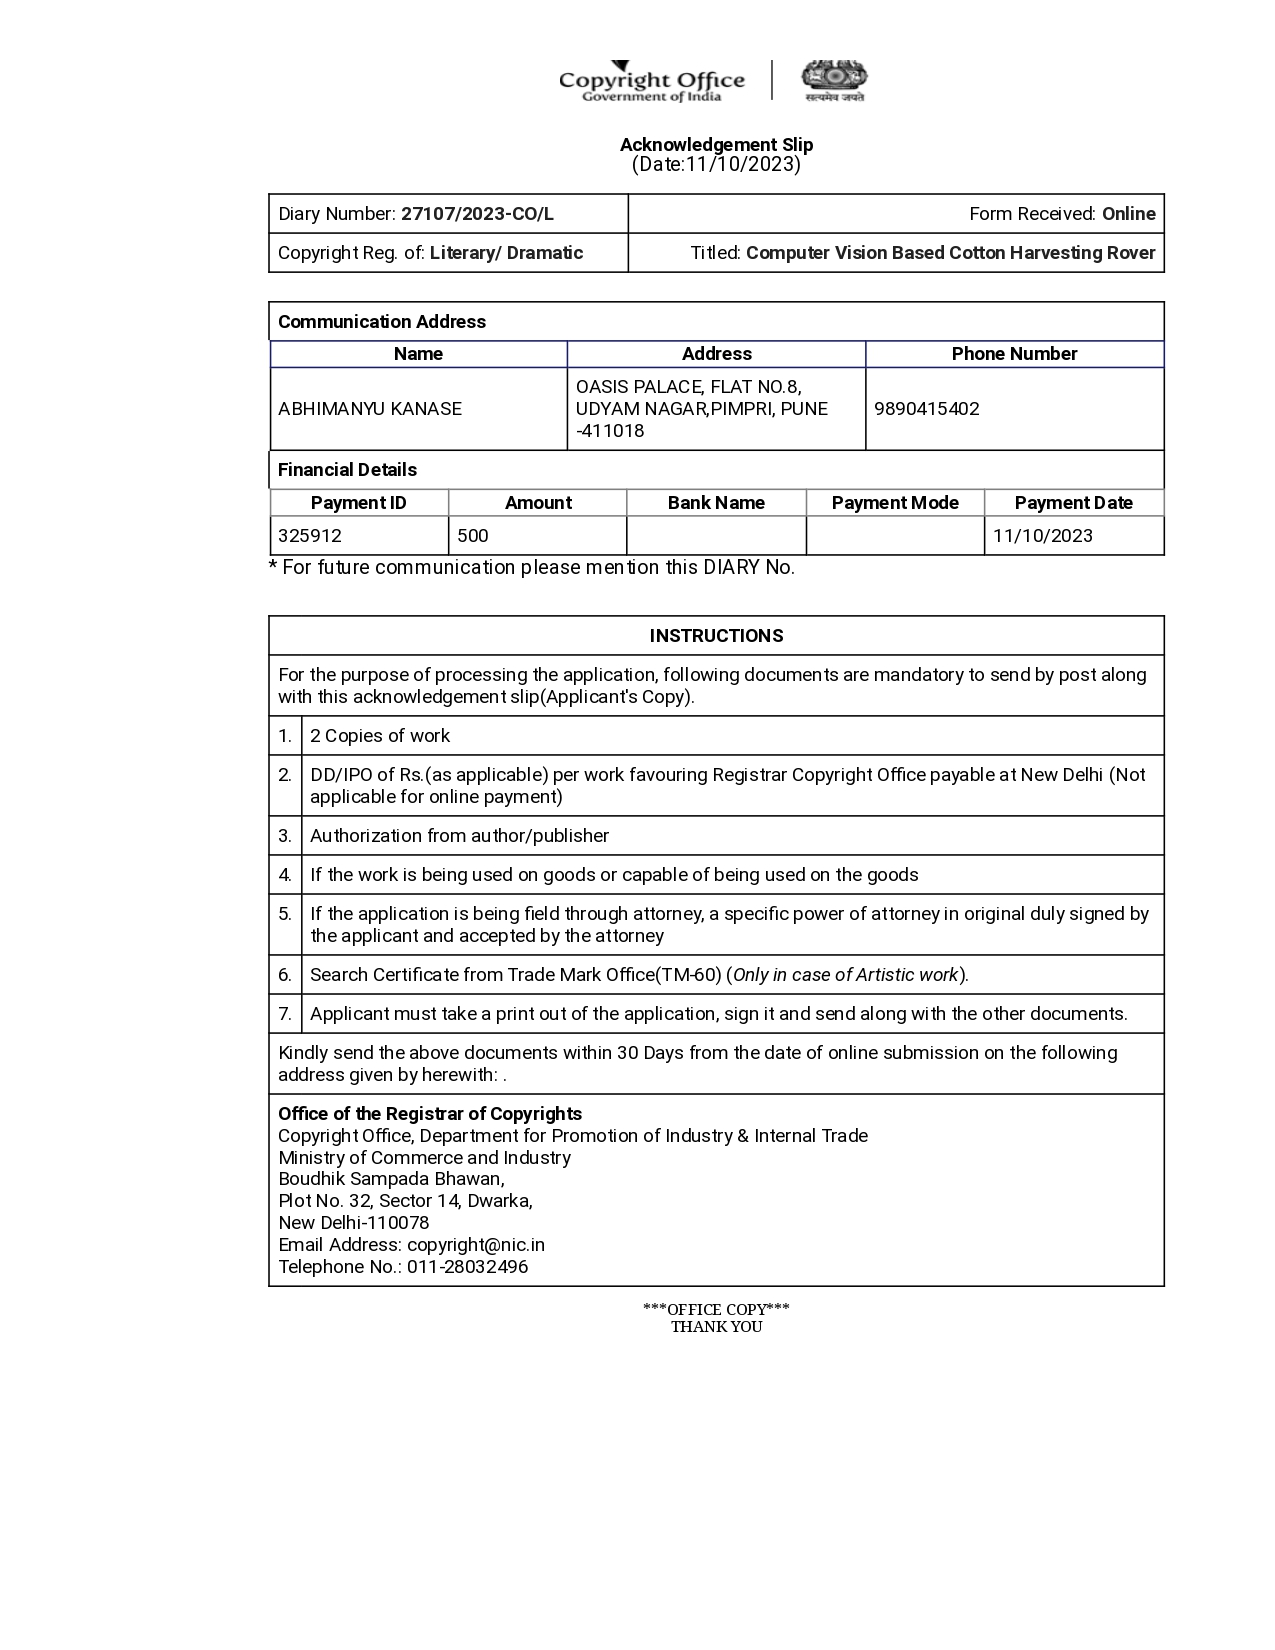 Copyright Office
Government of India
सत्यमेव जयते
Acknowledgement Slip
(Date:11/10/2023)
Diary Number: 27107/2023-CO/L Form Received: Online
Copyright Reg. of: Literary/ Dramatic Titled: Computer Vision Based Cotton Harvesting Rover
Communication Address
Name Address Phone Number
ABHIMANYU KANASE OASIS PALACE, FLAT NO.8,
UDYAM NAGAR,PIMPRI, PUNE
-411018 9890415402
Financial Details
Payment ID Amount Bank Name Payment Mode Payment Date
325912 500 11/10/2023
* For future communication please mention this DIARY No.
INSTRUCTIONS
For the purpose of processing the application, following documents are mandatory to send by post along
with this acknowledgement slip(Applicant's Copy).
1. 2 Copies of work
2. DD/IPO of Rs.(as applicable) per work favouring Registrar Copyright Office payable at New Delhi (Not
applicable for online payment)
3. Authorization from author/publisher
4. If the work is being used on goods or capable of being used on the goods
5. If the application is being field through attorney, a specific power of attorney in original duly signed by
the applicant and accepted by the attorney
6. Search Certificate from Trade Mark Office(TM-60) (Only in case of Artistic work).
7. Applicant must take a print out of the application, sign it and send along with the other documents.
Kindly send the above documents within 30 Days from the date of online submission on the following
address given by herewith: .
Office of the Registrar of Copyrights
Copyright Office, Department for Promotion of Industry & Internal Trade
Ministry of Commerce and Industry
Boudhik Sampada Bhawan,
Plot No. 32, Sector 14, Dwarka,
New Delhi-110078
Email Address: copyright@nic.in
Telephone No.: 011-28032496
***OFFICE COPY***
THANK YOU